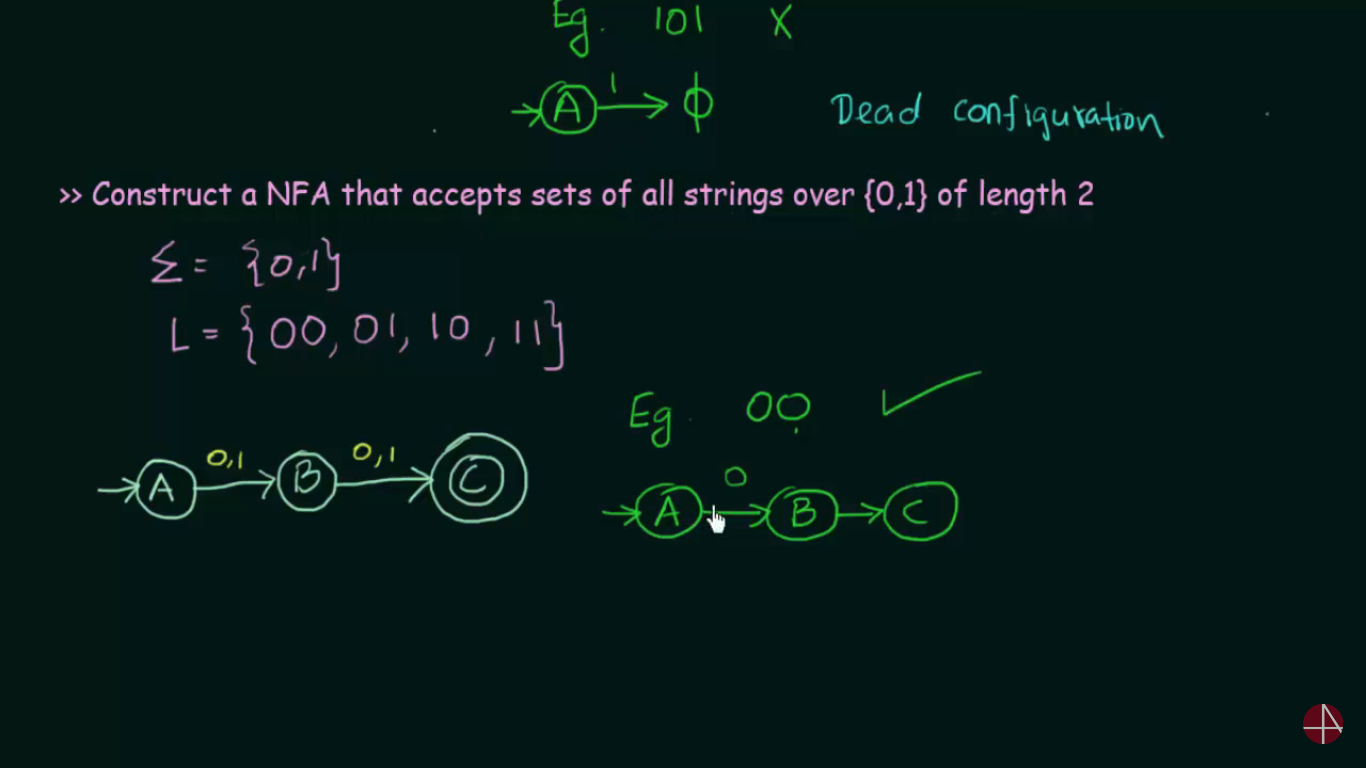 Eg. 101 X
A 1 ϕ Dead configuration
>> Construct a NFA that accepts sets of all strings over {0,1} of length 2
Σ = {0,1}
L = {00, 01, 10, 11}
Eg. 00 ✓
0,1 0,1
A B C
0
A B C